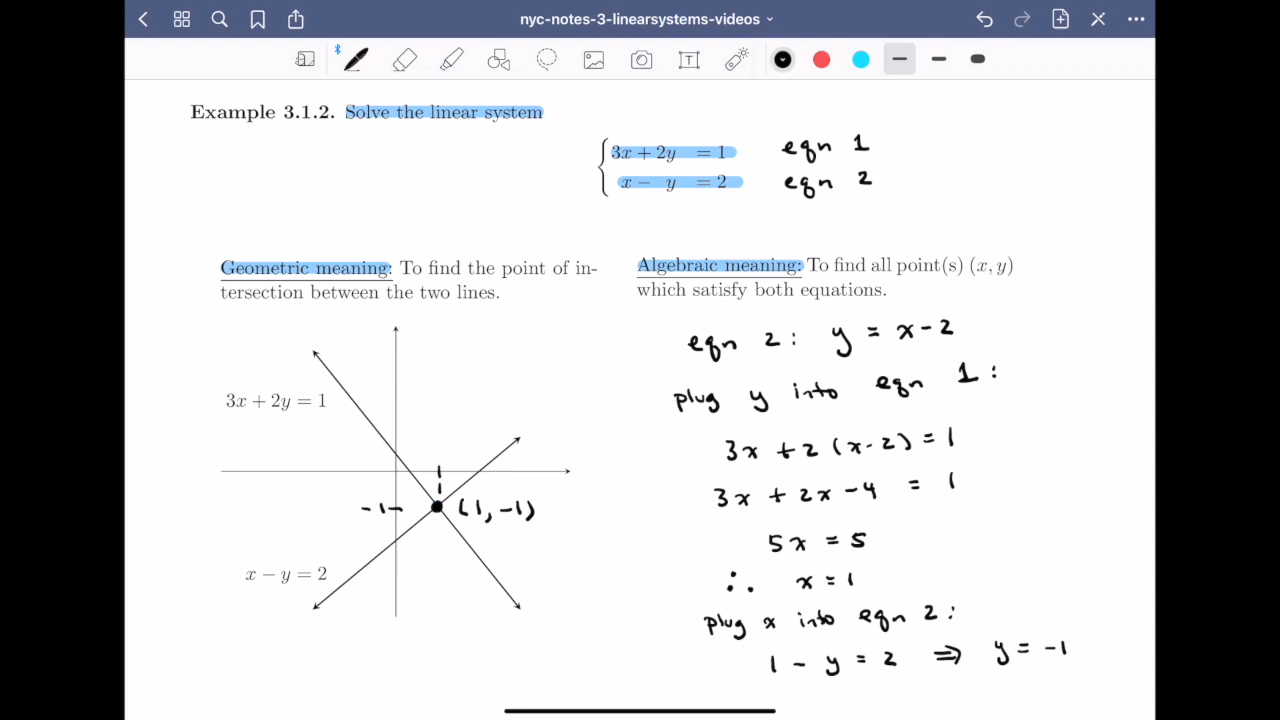 nyc-notes-3-linearsystems-videos
Example 3.1.2. Solve the linear system
3x + 2y = 1 eqn 1
x − y = 2 eqn 2
Geometric meaning: To find the point of in-
tersection between the two lines.
3x + 2y = 1
-1
(1, -1)
x − y = 2
Algebraic meaning: To find all point(s) (x, y)
which satisfy both equations.
eqn 2: y = x-2
plug y into eqn 1:
3x + 2(x-2) = 1
3x + 2x - 4 = 1
5x = 5
∴ x = 1
plug x into eqn 2:
1 - y = 2 ⇒ y = -1